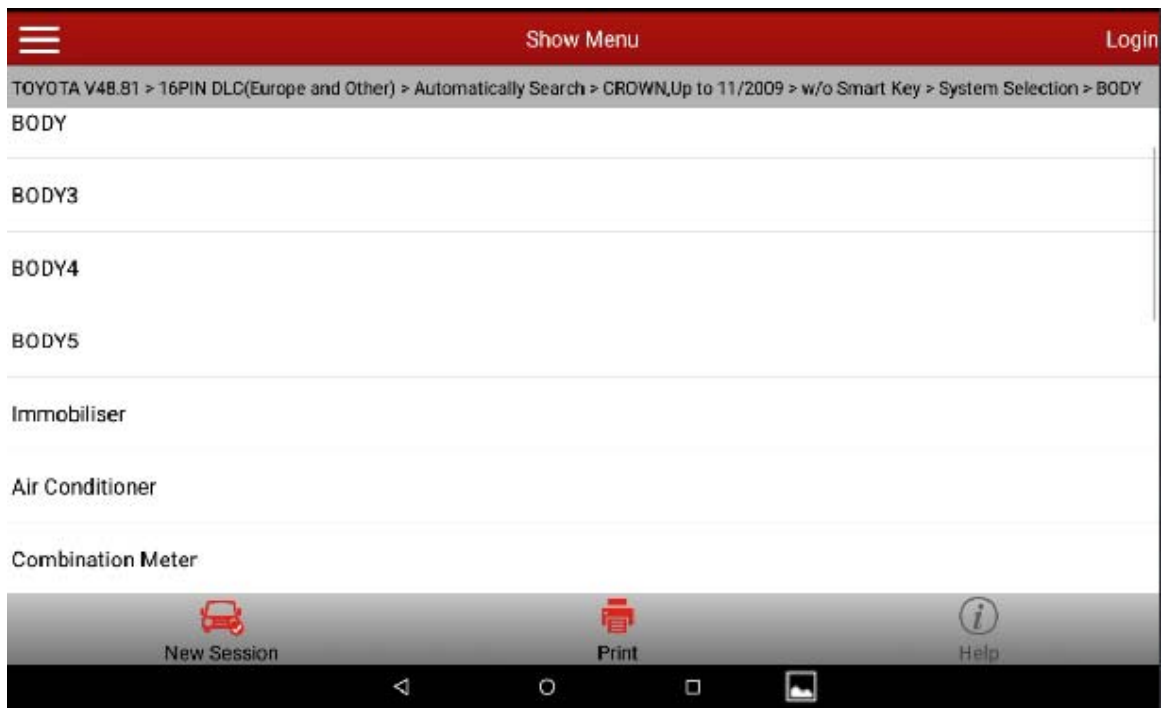 Show Menu
Login
TOYOTA V48.81 > 16PIN DLC(Europe and Other) > Automatically Search > CROWN,Up to 11/2009 > w/o Smart Key > System Selection > BODY
BODY
BODY3
BODY4
BODY5
Immobiliser
Air Conditioner
Combination Meter
New Session
Print
Help